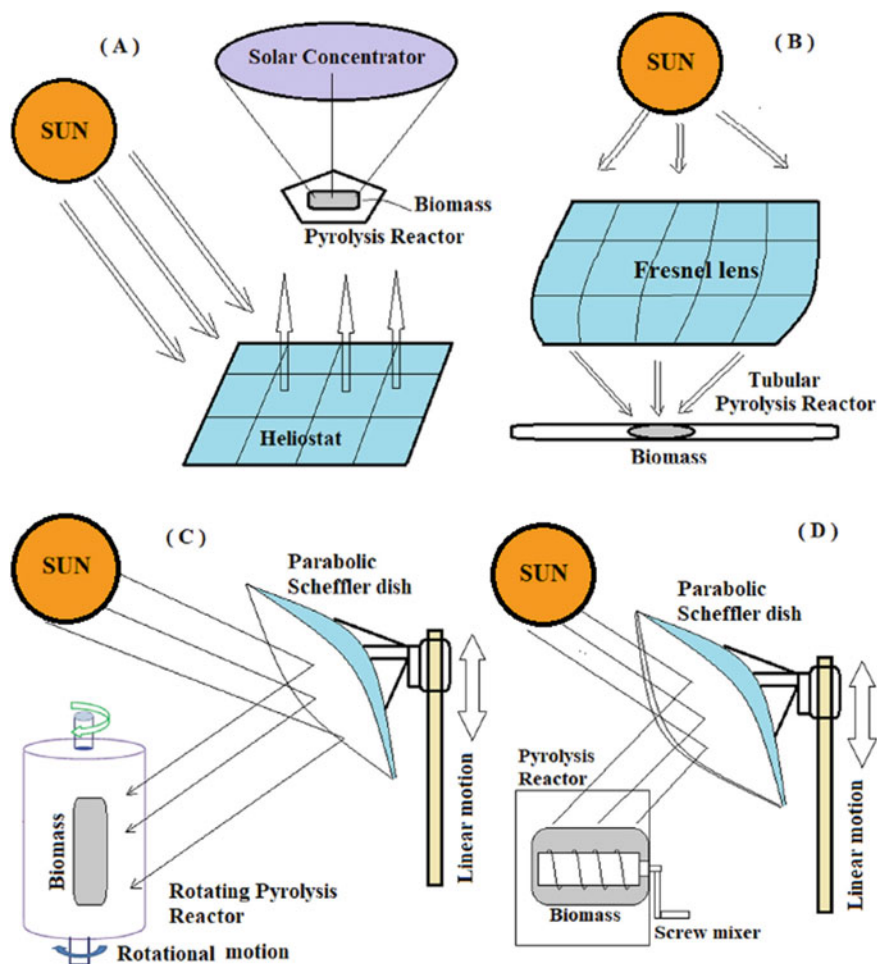 ( A )
Solar Concentrator
SUN
Biomass
Pyrolysis Reactor
Heliostat
( B )
SUN
Fresnel lens
Tubular
Pyrolysis Reactor
Biomass
( C )
SUN
Parabolic
Scheffler dish
Linear motion
Biomass
Rotating Pyrolysis
Reactor
Rotational motion
( D )
SUN
Parabolic
Scheffler dish
Linear motion
Pyrolysis
Reactor
Biomass
Screw mixer